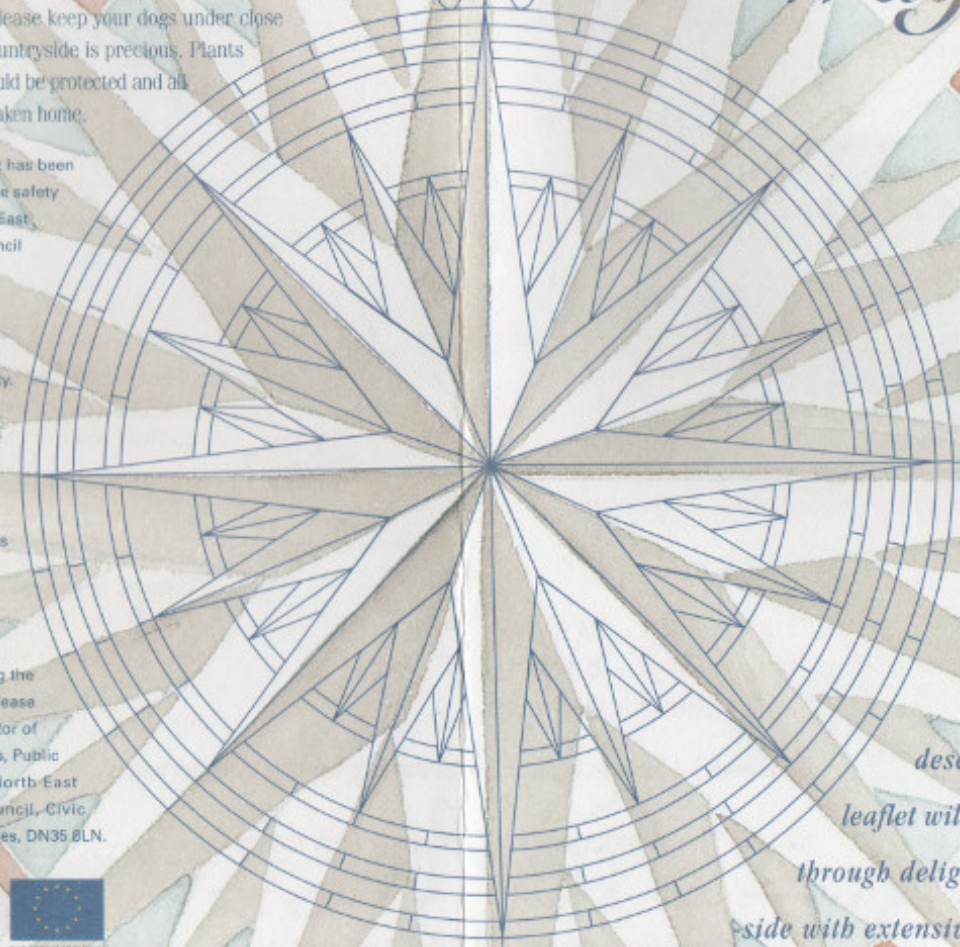 lease keep your dogs under close
untryside is precious. Plants
uld be protected and all
aken home.
has been
e safety
East
ncil
y.
s
g the
ease
tor of
s, Public
North East
uncil, Civic
es, DN35 8LN.
desc
leaflet wil
through delig
side with extensi